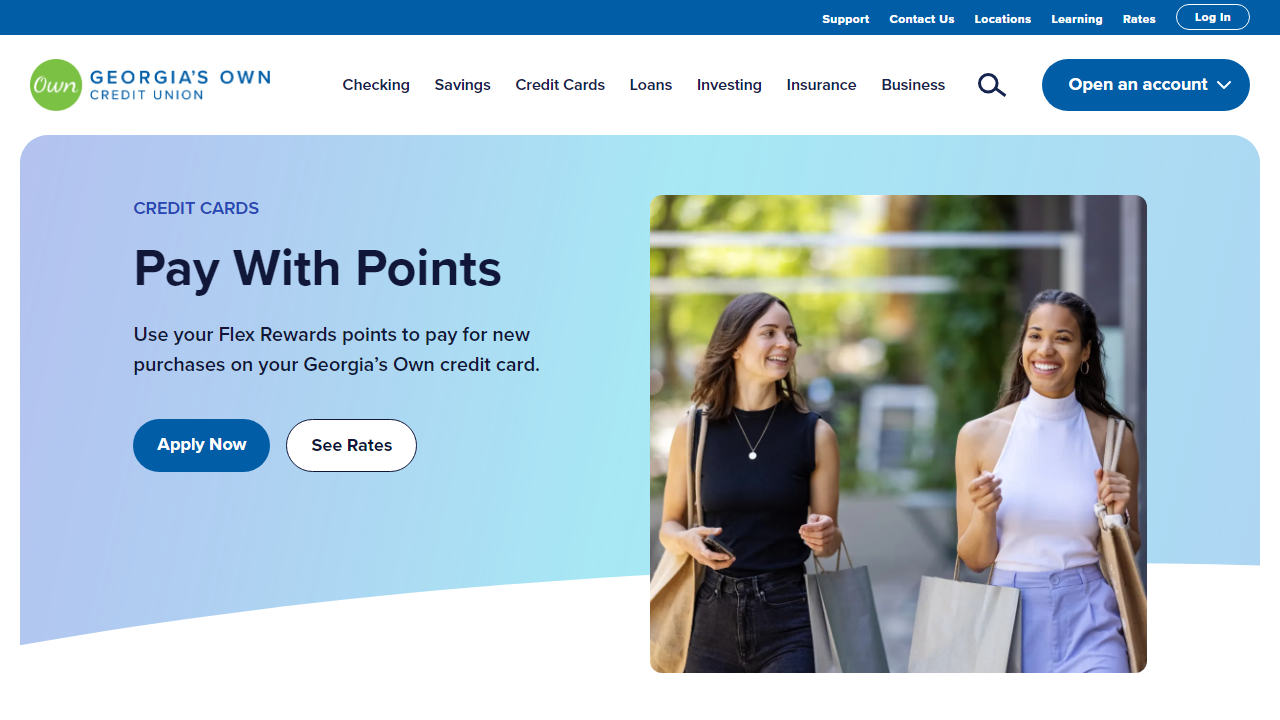 Support Contact Us Locations Learning Rates Log In
Own GEORGIA'S OWN
CREDIT UNION
Checking Savings Credit Cards Loans Investing Insurance Business Open an account
CREDIT CARDS
Pay With Points
Use your Flex Rewards points to pay for new
purchases on your Georgia’s Own credit card.
Apply Now See Rates